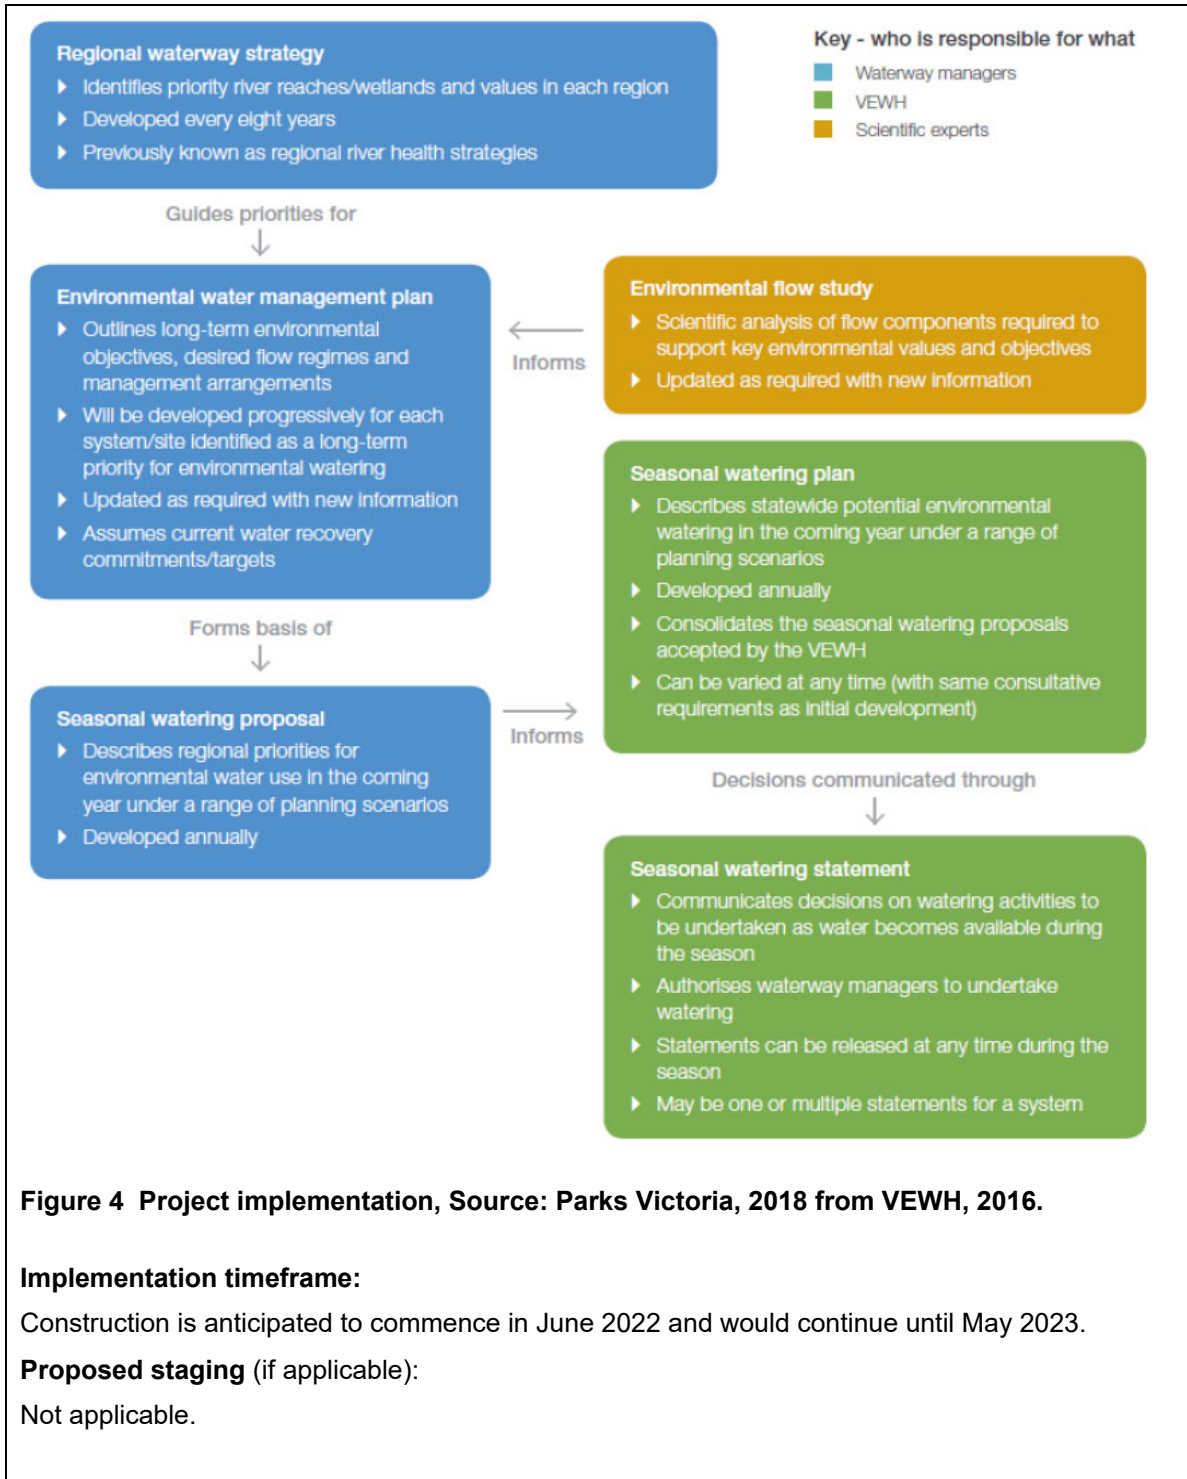 Regional waterway strategy
Identifies priority river reaches/wetlands and values in each region
Developed every eight years
Previously known as regional river health strategies
Key - who is responsible for what
Waterway managers
VEWH
Scientific experts
Guides priorities for
Environmental water management plan
Outlines long-term environmental
objectives, desired flow regimes and
management arrangements
Will be developed progressively for each
system/site identified as a long-term
priority for environmental watering
Updated as required with new information
Assumes current water recovery
commitments/targets
Informs
Environmental flow study
Scientific analysis of flow components required to
support key environmental values and objectives
Updated as required with new information
Forms basis of
Seasonal watering proposal
Describes regional priorities for
environmental water use in the coming
year under a range of planning scenarios
Developed annually
Informs
Seasonal watering plan
Describes statewide potential environmental
watering in the coming year under a range of
planning scenarios
Developed annually
Consolidates the seasonal watering proposals
accepted by the VEWH
Can be varied at any time (with same consultative
requirements as initial development)
Decisions communicated through
Seasonal watering statement
Communicates decisions on watering activities to
be undertaken as water becomes available during
the season
Authorises waterway managers to undertake
watering
Statements can be released at any time during the
season
May be one or multiple statements for a system
Figure 4 Project implementation, Source: Parks Victoria, 2018 from VEWH, 2016.
Implementation timeframe:
Construction is anticipated to commence in June 2022 and would continue until May 2023.
Proposed staging (if applicable):
Not applicable.